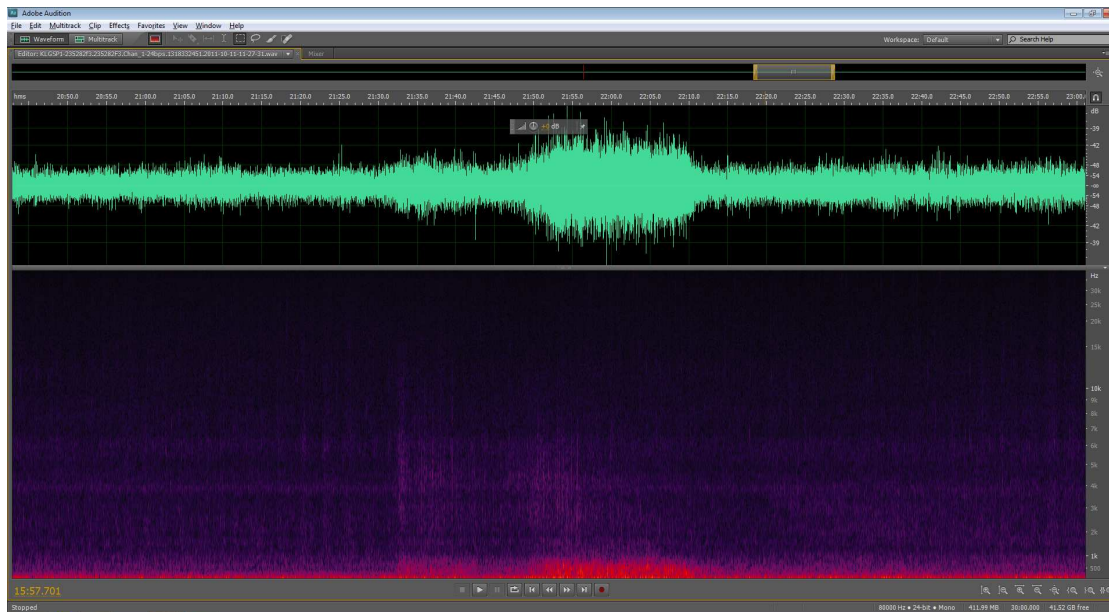 Adobe Audition
File Edit Multitrack Clip Effects Favorites View Window Help
Waveform Multitrack Workspace: Default Search Help
Mixer
hms 20:50.0 20:55.0 21:00.0 21:05.0 21:10.0 21:15.0 21:20.0 21:25.0 21:30.0 21:35.0 21:40.0 21:45.0 21:50.0 21:55.0 22:00.0 22:05.0 22:10.0 22:15.0 22:20.0 22:25.0 22:30.0 22:35.0 22:40.0 22:45.0 22:50.0 22:55.0 23:00
dB
dB
-39
-42
-48
-54
-∞
-54
-48
-42
-39
Hz
20k
15k
10k
9k
8k
7k
6k
5k
4k
3k
2k
1k
500
15:57.701
Stopped 80000 Hz • 24-bit • Mono 411.99 MB 30:00.000 41.52 GB free